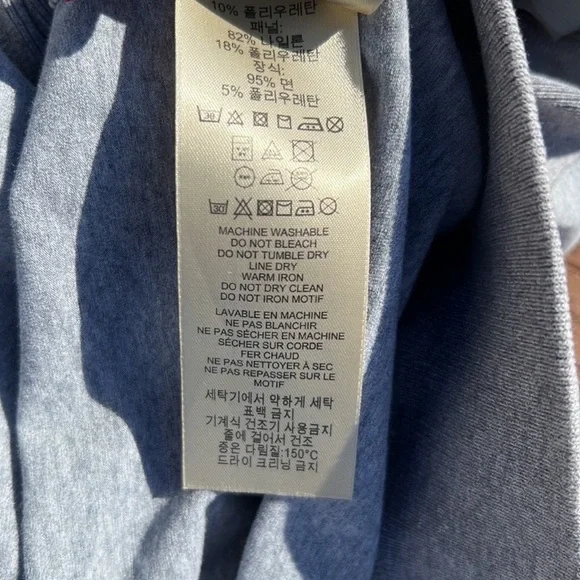 10% 폴리우레탄
패널:
82% 나일론
18% 폴리우레탄
장식:
95% 면
5% 폴리우레탄
30
30
MACHINE WASHABLE
DO NOT BLEACH
DO NOT TUMBLE DRY
LINE DRY
WARM IRON
DO NOT DRY CLEAN
DO NOT IRON MOTIF
LAVABLE EN MACHINE
NE PAS BLANCHIR
NE PAS SÉCHER EN MACHINE
SÉCHER SUR CORDE
FER CHAUD
NE PAS NETTOYER À SEC
NE PAS REPASSER SUR LE
MOTIF
세탁기에서 약하게 세탁
표백 금지
기계식 건조기 사용금지
줄에 걸어서 건조
중온 다림질:150°C
드라이 크리닝 금지